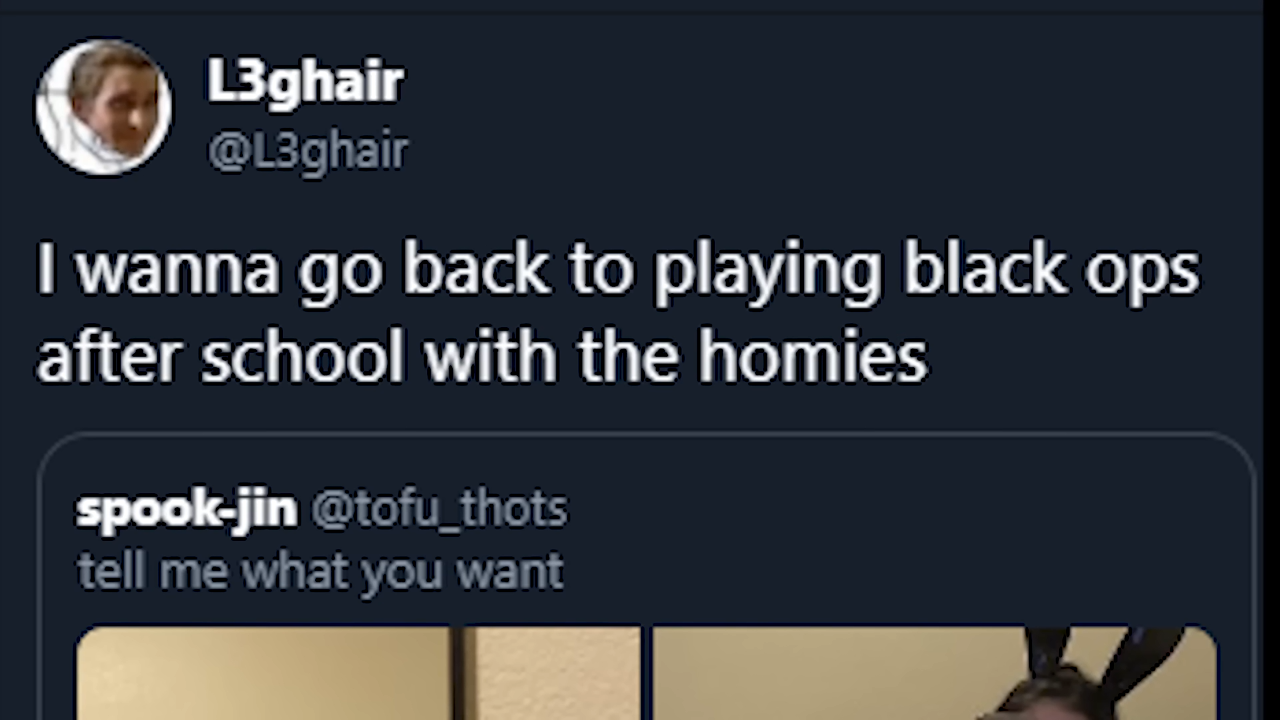 L3ghair
@L3ghair
I wanna go back to playing black ops
after school with the homies
spook-jin @tofu_thots
tell me what you want